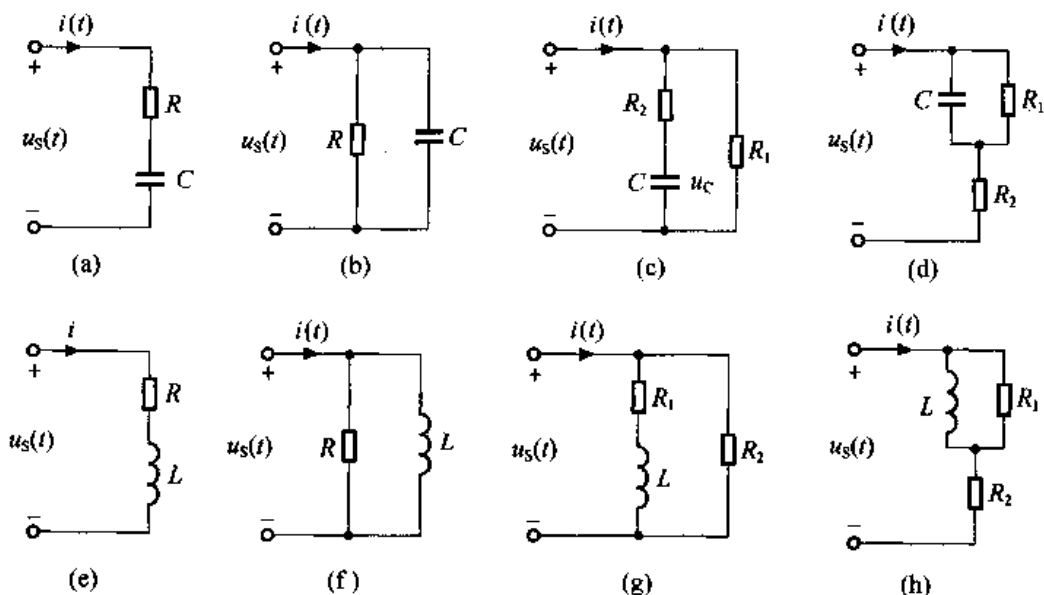 i(t)
+
R
u_S(t)
C
−
(a)
i(t)
+
u_S(t)
R
C
−
(b)
i(t)
+
R_2
u_S(t)
R_1
C
u_C
−
(c)
i(t)
+
C
R_1
u_S(t)
R_2
−
(d)
i
+
R
u_S(t)
L
−
(e)
i(t)
+
u_S(t)
R
L
−
(f)
i(t)
+
R_1
u_S(t)
L
R_2
−
(g)
i(t)
+
L
R_1
u_S(t)
R_2
−
(h)